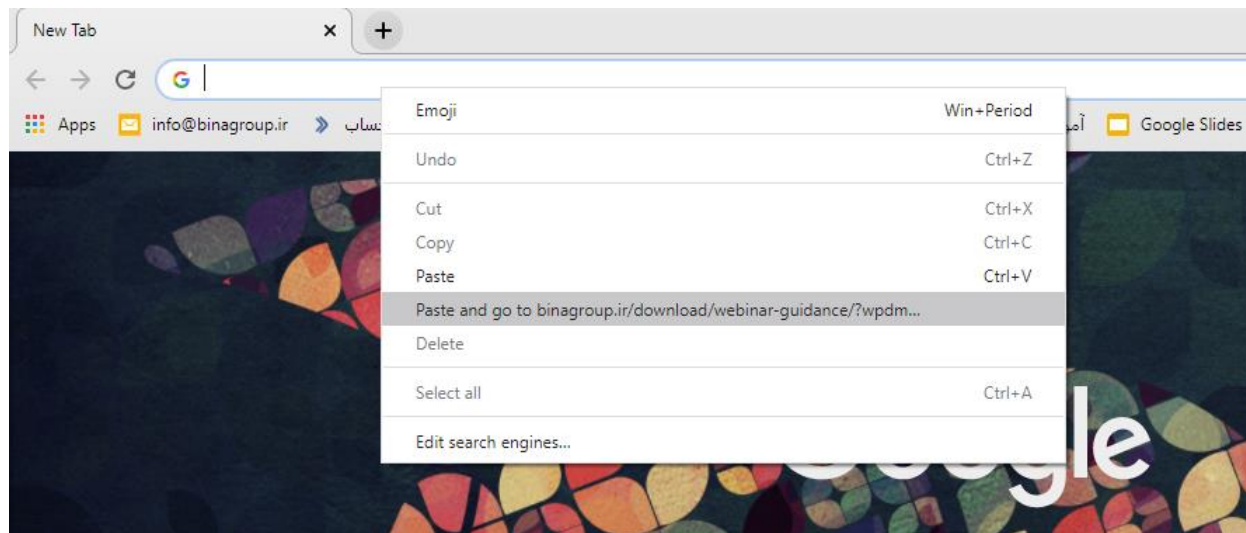 New Tab
Apps info@binagroup.ir Google Slides
Emoji Win+Period
Undo Ctrl+Z
Cut Ctrl+X
Copy Ctrl+C
Paste Ctrl+V
Paste and go to binagroup.ir/download/webinar-guidance/?wpdm...
Delete
Select all Ctrl+A
Edit search engines...